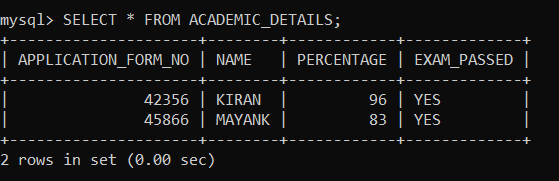 mysql> SELECT * FROM ACADEMIC_DETAILS;
+---------------------+--------+------------+-------------+
| APPLICATION_FORM_NO | NAME   | PERCENTAGE | EXAM_PASSED |
+---------------------+--------+------------+-------------+
|               42356 | KIRAN  |         96 | YES         |
|               45866 | MAYANK |         83 | YES         |
+---------------------+--------+------------+-------------+
2 rows in set (0.00 sec)